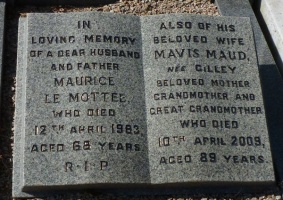 IN
LOVING MEMORY
OF A DEAR HUSBAND
AND FATHER
MAURICE
LE MOTTEE
WHO DIED
12TH APRIL 1983,
AGED 68 YEARS
R·I·P
ALSO OF HIS
BELOVED WIFE
MAVIS MAUD,
NÉE GILLEY
BELOVED MOTHER
GRANDMOTHER AND
GREAT GRANDMOTHER
WHO DIED
10TH APRIL 2009,
AGED 89 YEARS.